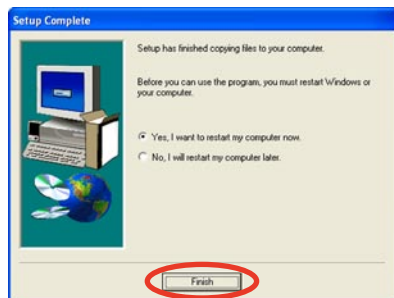 Setup Complete
Setup has finished copying files to your computer.
Before you can use the program, you must restart Windows or
your computer.
Yes, I want to restart my computer now.
No, I will restart my computer later.
Finish